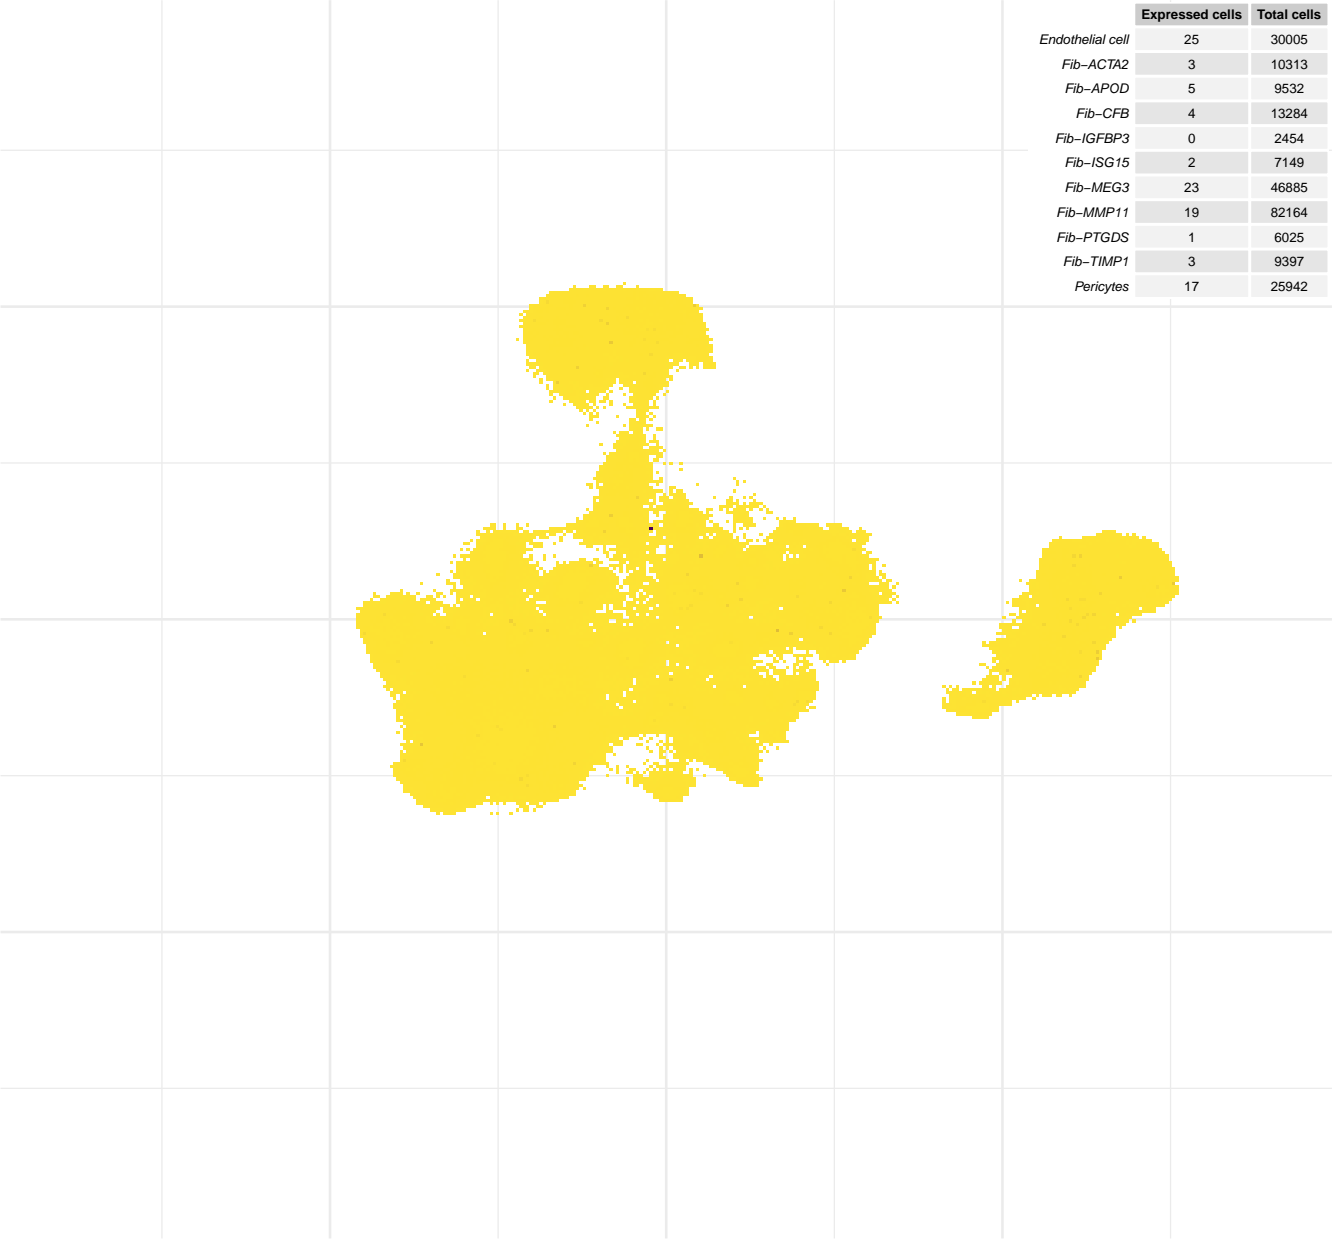 Expressed cells Total cells
Endothelial cell 25 30005
Fib−ACTA2 3 10313
Fib−APOD 5 9532
Fib−CFB 4 13284
Fib−IGFBP3 0 2454
Fib−ISG15 2 7149
Fib−MEG3 23 46885
Fib−MMP11 19 82164
Fib−PTGDS 1 6025
Fib−TIMP1 3 9397
Pericytes 17 25942